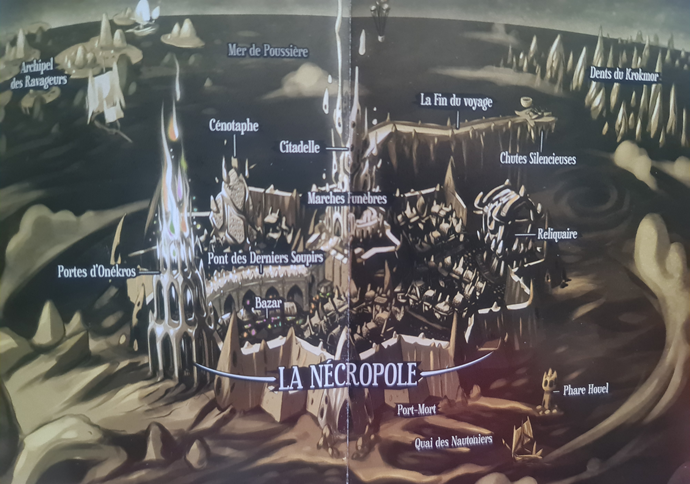 Mer de Poussière
Archipel
des Ravageurs
Dents du Krokmor
La Fin du voyage
Cénotaphe
Citadelle
Chutes Silencieuses
Marches Funèbres
Reliquaire
Pont des Derniers Soupirs
Portes d'Onékros
Bazar
LA NÉCROPOLE
Phare Houel
Port-Mort
Quai des Nautoniers